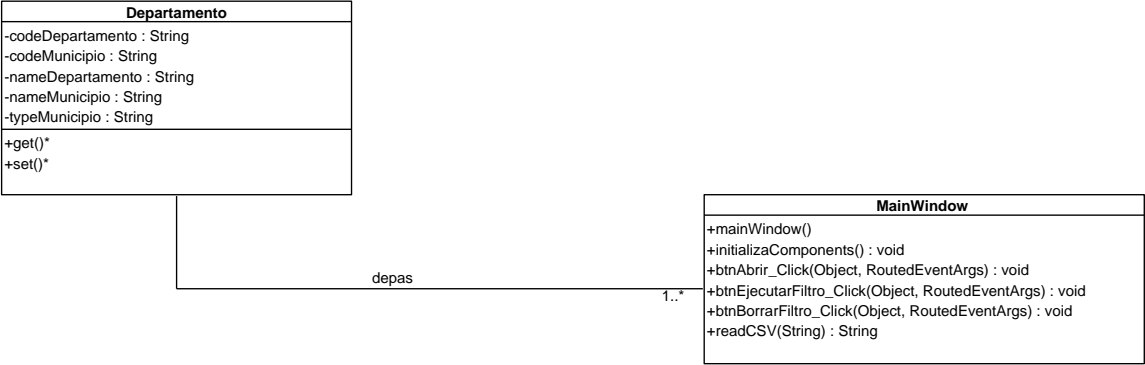 Departamento
-codeDepartamento : String
-codeMunicipio : String
-nameDepartamento : String
-nameMunicipio : String
-typeMunicipio : String
+get()*
+set()*
MainWindow
+mainWindow()
+initializaComponents() : void
+btnAbrir_Click(Object, RoutedEventArgs) : void
depas
1..*
+btnEjecutarFiltro_Click(Object, RoutedEventArgs) : void
+btnBorrarFiltro_Click(Object, RoutedEventArgs) : void
+readCSV(String) : String